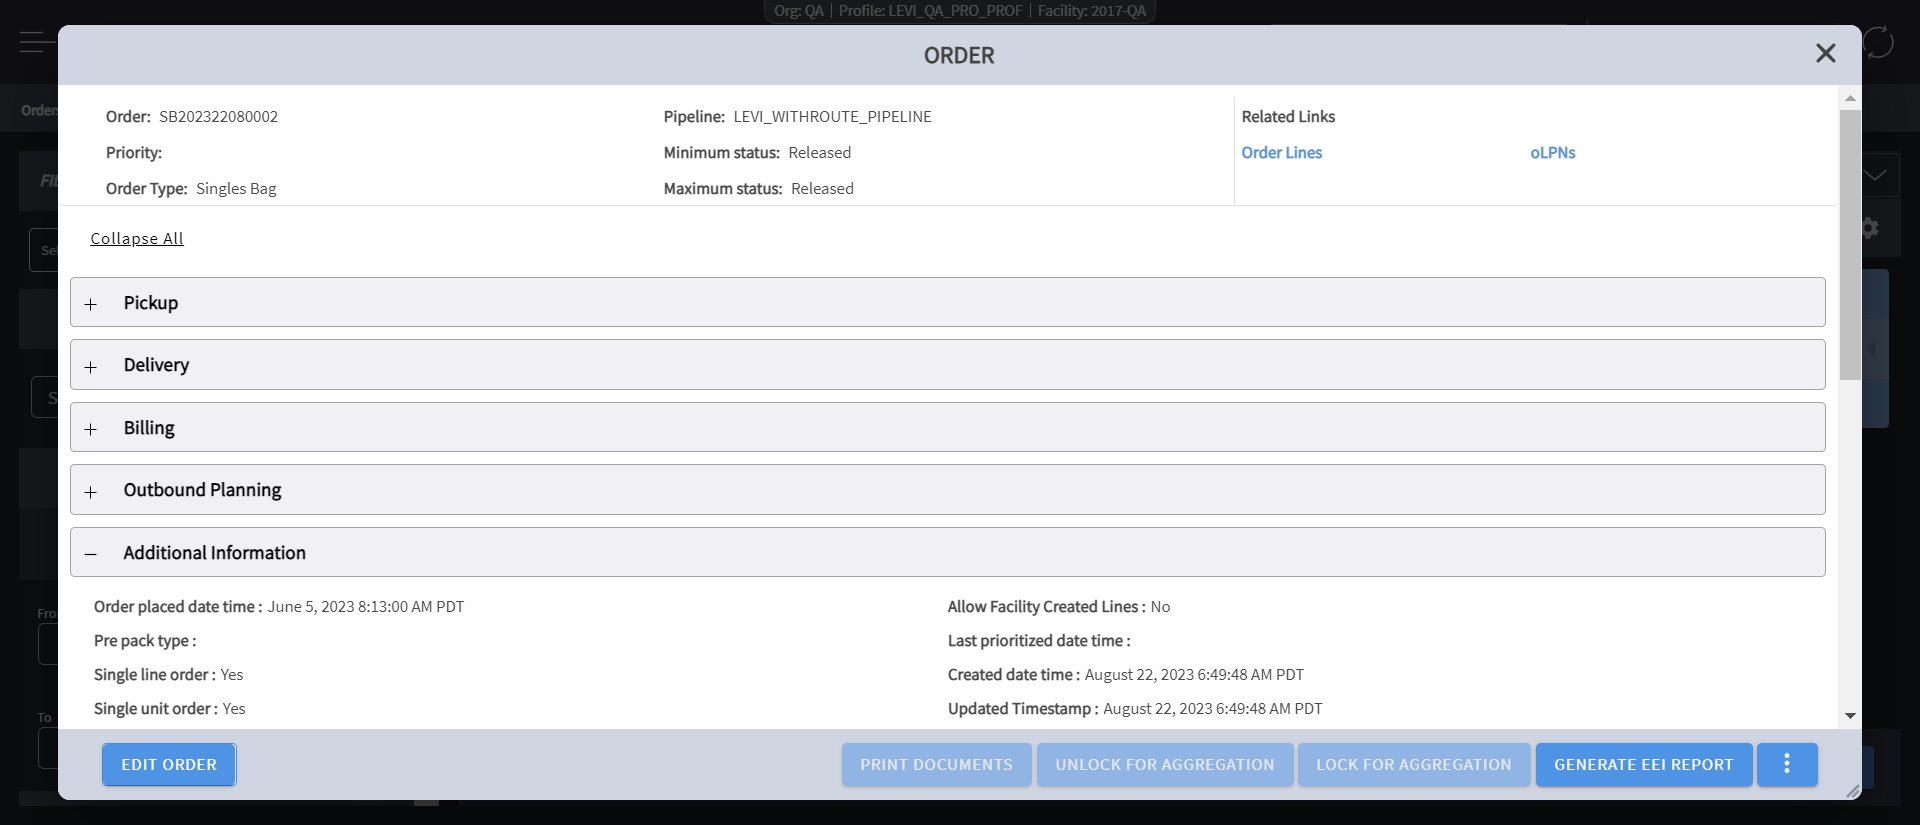 Org: QA | Profile: LEVI_QA_PRO_PROF | Facility: 2017-QA
ORDER
Order: SB202322080002
Priority:
Order Type: Singles Bag
Pipeline: LEVI_WITHROUTE_PIPELINE
Minimum status: Released
Maximum status: Released
Related Links
Order Lines oLPNs
Collapse All
Pickup
Delivery
Billing
Outbound Planning
Additional Information
Order placed date time : June 5, 2023 8:13:00 AM PDT
Pre pack type :
Single line order : Yes
Single unit order : Yes
Allow Facility Created Lines : No
Last prioritized date time :
Created date time : August 22, 2023 6:49:48 AM PDT
Updated Timestamp : August 22, 2023 6:49:48 AM PDT
To
EDIT ORDER
PRINT DOCUMENTS
UNLOCK FOR AGGREGATION
LOCK FOR AGGREGATION
GENERATE EEI REPORT